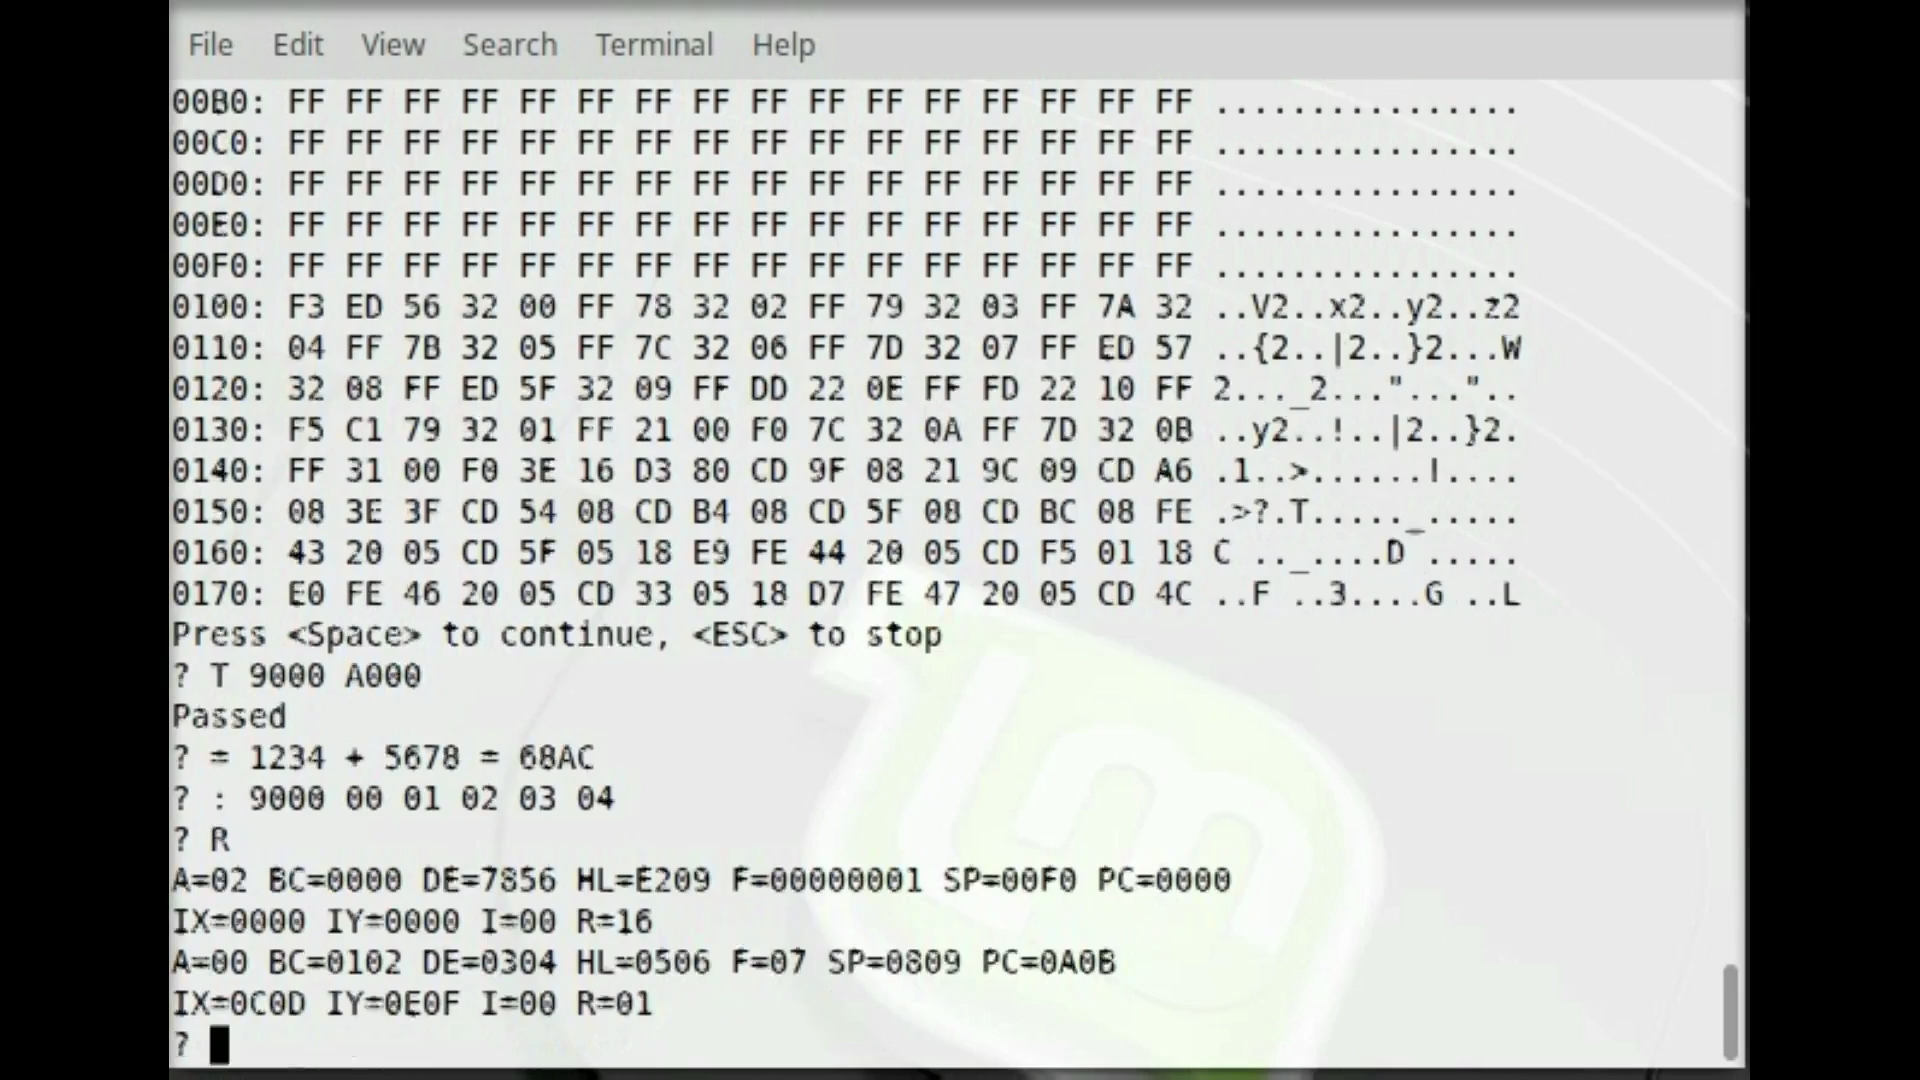 File Edit View Search Terminal Help
00B0: FF FF FF FF FF FF FF FF FF FF FF FF FF FF FF FF ................
00C0: FF FF FF FF FF FF FF FF FF FF FF FF FF FF FF FF ................
00D0: FF FF FF FF FF FF FF FF FF FF FF FF FF FF FF FF ................
00E0: FF FF FF FF FF FF FF FF FF FF FF FF FF FF FF FF ................
00F0: FF FF FF FF FF FF FF FF FF FF FF FF FF FF FF FF ................
0100: F3 ED 56 32 00 FF 78 32 02 FF 79 32 03 FF 7A 32 ..V2..x2..y2..z2
0110: 04 FF 7B 32 05 FF 7C 32 06 FF 7D 32 07 FF ED 57 ..{2..|2..}2...W
0120: 32 08 FF ED 5F 32 09 FF DD 22 0E FF FD 22 10 FF 2..._2..."..."..
0130: F5 C1 79 32 01 FF 21 00 F0 7C 32 0A FF 7D 32 0B ..y2..!..|2..}2.
0140: FF 31 00 F0 3E 16 D3 80 CD 9F 08 21 9C 09 CD A6 .1..>......!....
0150: 08 3E 3F CD 54 08 CD B4 08 CD 5F 08 CD BC 08 FE .>?.T....._.....
0160: 43 20 05 CD 5F 05 18 E9 FE 44 20 05 CD F5 01 18 C .._....D .....
0170: E0 FE 46 20 05 CD 33 05 18 D7 FE 47 20 05 CD 4C ..F ..3....G ..L
Press <Space> to continue, <ESC> to stop
? T 9000 A000
Passed
? = 1234 + 5678 = 68AC
? : 9000 00 01 02 03 04
? R
A=02 BC=0000 DE=7856 HL=E209 F=00000001 SP=00F0 PC=0000
IX=0000 IY=0000 I=00 R=16
A=00 BC=0102 DE=0304 HL=0506 F=07 SP=0809 PC=0A0B
IX=0C0D IY=0E0F I=00 R=01
?